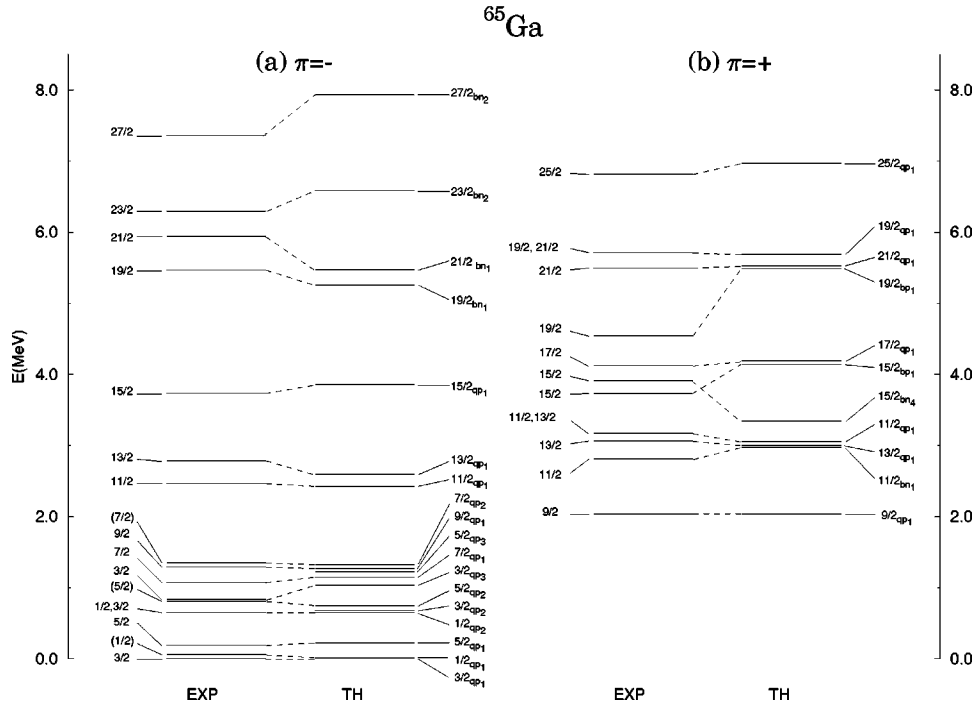 ⁶⁵Ga
(a) π=-
(b) π=+
E(MeV)
8.0
6.0
4.0
2.0
0.0
27/2
23/2
21/2
19/2
15/2
13/2
11/2
(7/2)
9/2
7/2
3/2
(5/2)
1/2,3/2
5/2
(1/2)
3/2
27/2bn₂
23/2bn₂
21/2bn₁
19/2bn₁
15/2qp₁
13/2qp₁
11/2qp₁
7/2qp₂
9/2qp₁
5/2qp₃
7/2qp₁
3/2qp₃
5/2qp₂
3/2qp₂
1/2qp₂
5/2qp₁
1/2qp₁
3/2qp₁
EXP
TH
25/2
19/2, 21/2
21/2
19/2
17/2
15/2
15/2
11/2,13/2
13/2
11/2
9/2
25/2qp₁
19/2qp₁
21/2qp₁
19/2bp₁
17/2qp₁
15/2bp₁
15/2bn₄
11/2qp₁
13/2qp₁
11/2bn₁
9/2qp₁
8.0
6.0
4.0
2.0
0.0
EXP
TH